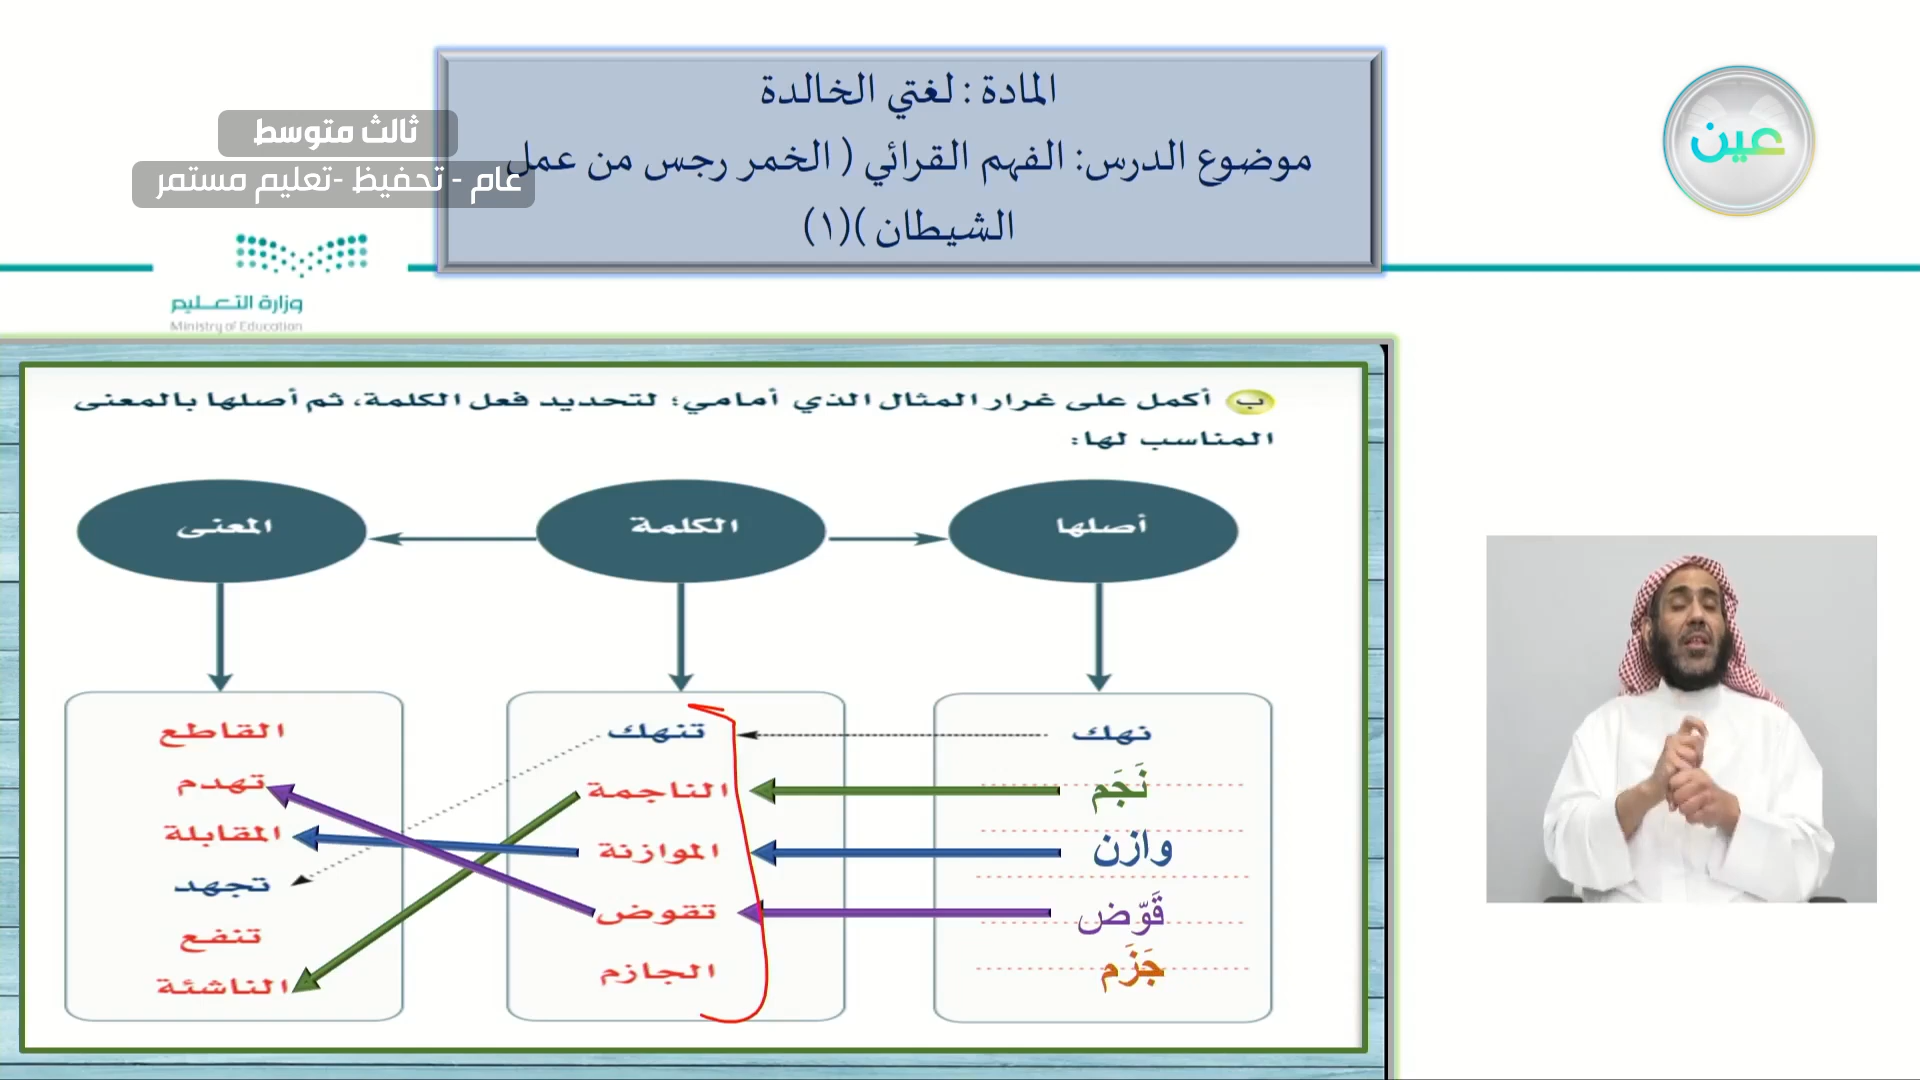 المادة : لغتي الخالدة
موضوع الدرس: الفهم القرائي ( الخمر رجس من عمل
الشيطان )(١)
عين
ثالث متوسط
عام - تحفيظ -تعليم مستمر
وزارة التعليم
Ministry of Education
ب أكمل على غرار المثال الذي أمامي؛ لتحديد فعل الكلمة، ثم أصلها بالمعنى
المناسب لها:
أصلها
الكلمة
المعنى
نهك
نَجَم
وازن
قَوّض
جَزَم
تنهك
الناجمة
الموازنة
تقوض
الجازم
القاطع
تهدم
المقابلة
تجهد
تنفع
الناشئة